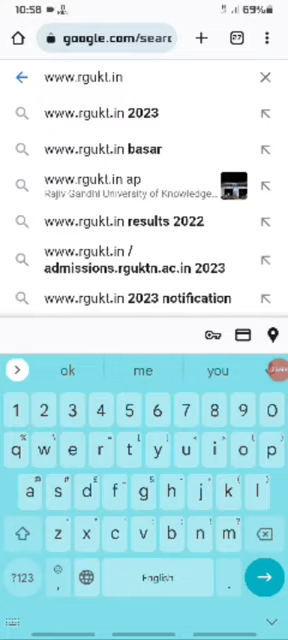 10:58 69%
google.com/searc 27
www.rgukt.in
www.rgukt.in 2023
www.rgukt.in basar
www.rgukt.in ap
Rajiv Gandhi University of Knowledge...
www.rgukt.in results 2022
www.rgukt.in /
admissions.rguktn.ac.in 2023
www.rgukt.in 2023 notification
ok me you
1 2 3 4 5 6 7 8 9 0
q w e r t y u i o p
a s d f g h j k l
z x c v b n m
?123 , English .